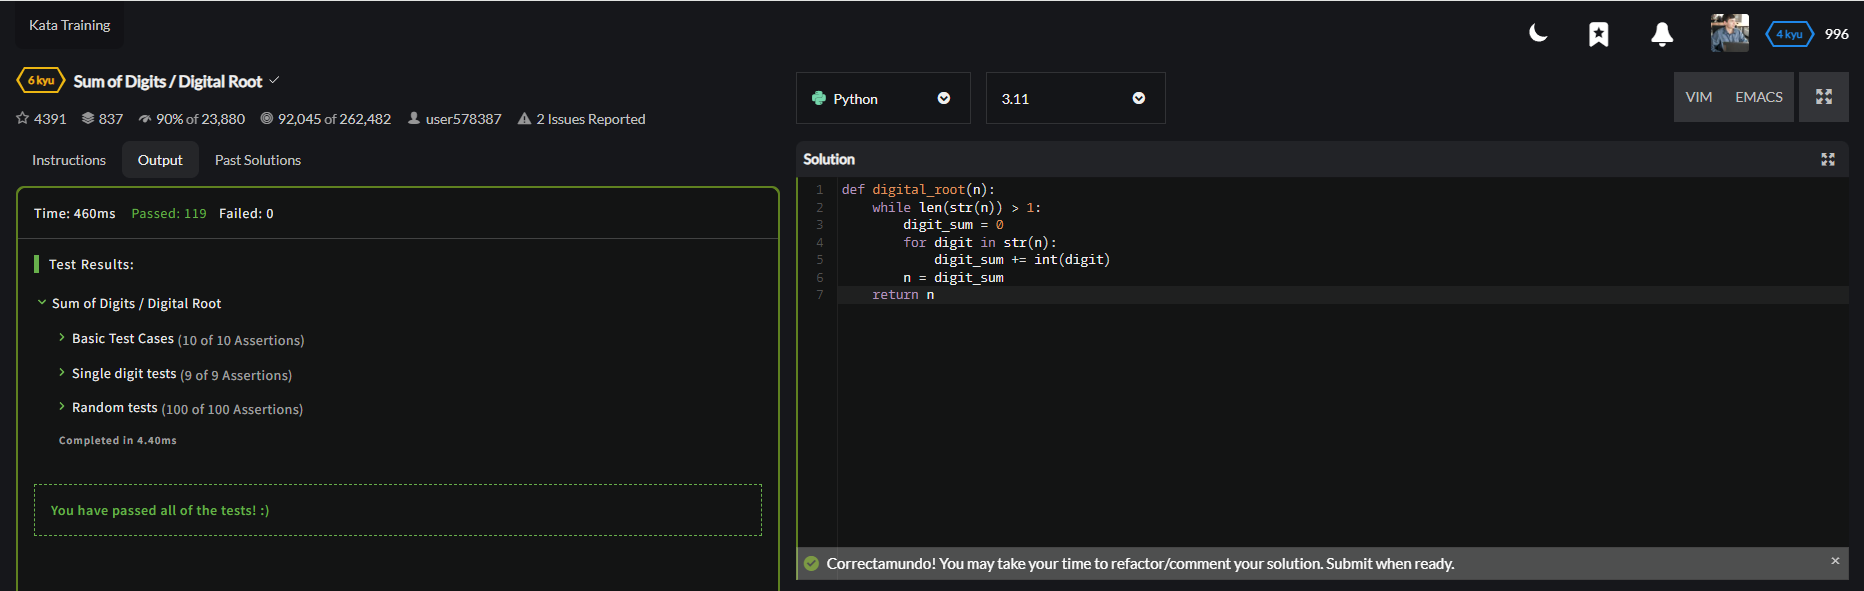 Kata Training
4 kyu 996
6 kyu Sum of Digits / Digital Root
4391 837 90% of 23,880 92,045 of 262,482 user578387 2 Issues Reported
Python 3.11 VIM EMACS
Instructions Output Past Solutions
Time: 460ms Passed: 119 Failed: 0
Test Results:
Sum of Digits / Digital Root
Basic Test Cases (10 of 10 Assertions)
Single digit tests (9 of 9 Assertions)
Random tests (100 of 100 Assertions)
Completed in 4.40ms
You have passed all of the tests! :)
Solution
1 def digital_root(n):
2     while len(str(n)) > 1:
3         digit_sum = 0
4         for digit in str(n):
5             digit_sum += int(digit)
6         n = digit_sum
7     return n
Correctamundo! You may take your time to refactor/comment your solution. Submit when ready.